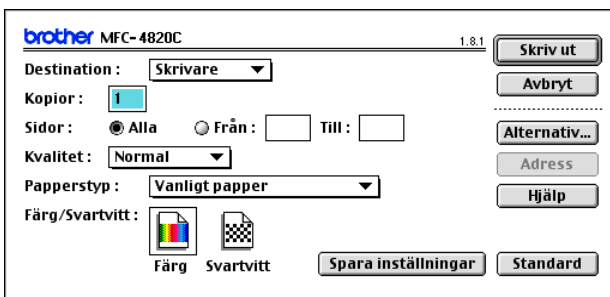 brother MFC-4820C
1.8.1
Skriv ut
Destination : Skrivare
Avbryt
Kopior : 1
Sidor : Alla Från : Till :
Alternativ...
Kvalitet : Normal
Adress
Papperstyp : Vanligt papper
Hjälp
Färg/Svartvitt :
Färg Svartvitt
Spara inställningar Standard